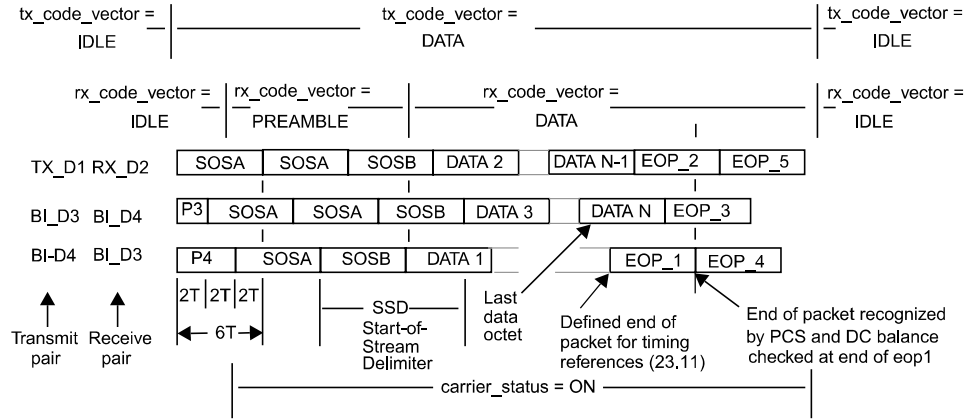 tx_code_vector = tx_code_vector = tx_code_vector =
IDLE DATA IDLE
rx_code_vector = rx_code_vector = rx_code_vector = rx_code_vector =
IDLE PREAMBLE DATA IDLE
TX_D1 RX_D2 SOSA SOSA SOSB DATA 2 DATA N-1 EOP_2 EOP_5
BI_D3 BI_D4 P3 SOSA SOSA SOSB DATA 3 DATA N EOP_3
BI-D4 BI_D3 P4 SOSA SOSB DATA 1 EOP_1 EOP_4
2T 2T 2T
6T
SSD
Start-of-
Stream
Delimiter
Transmit
pair
Receive
pair
Last
data
octet
Defined end of
packet for timing
references (23,11)
End of packet recognized
by PCS and DC balance
checked at end of eop1
carrier_status = ON